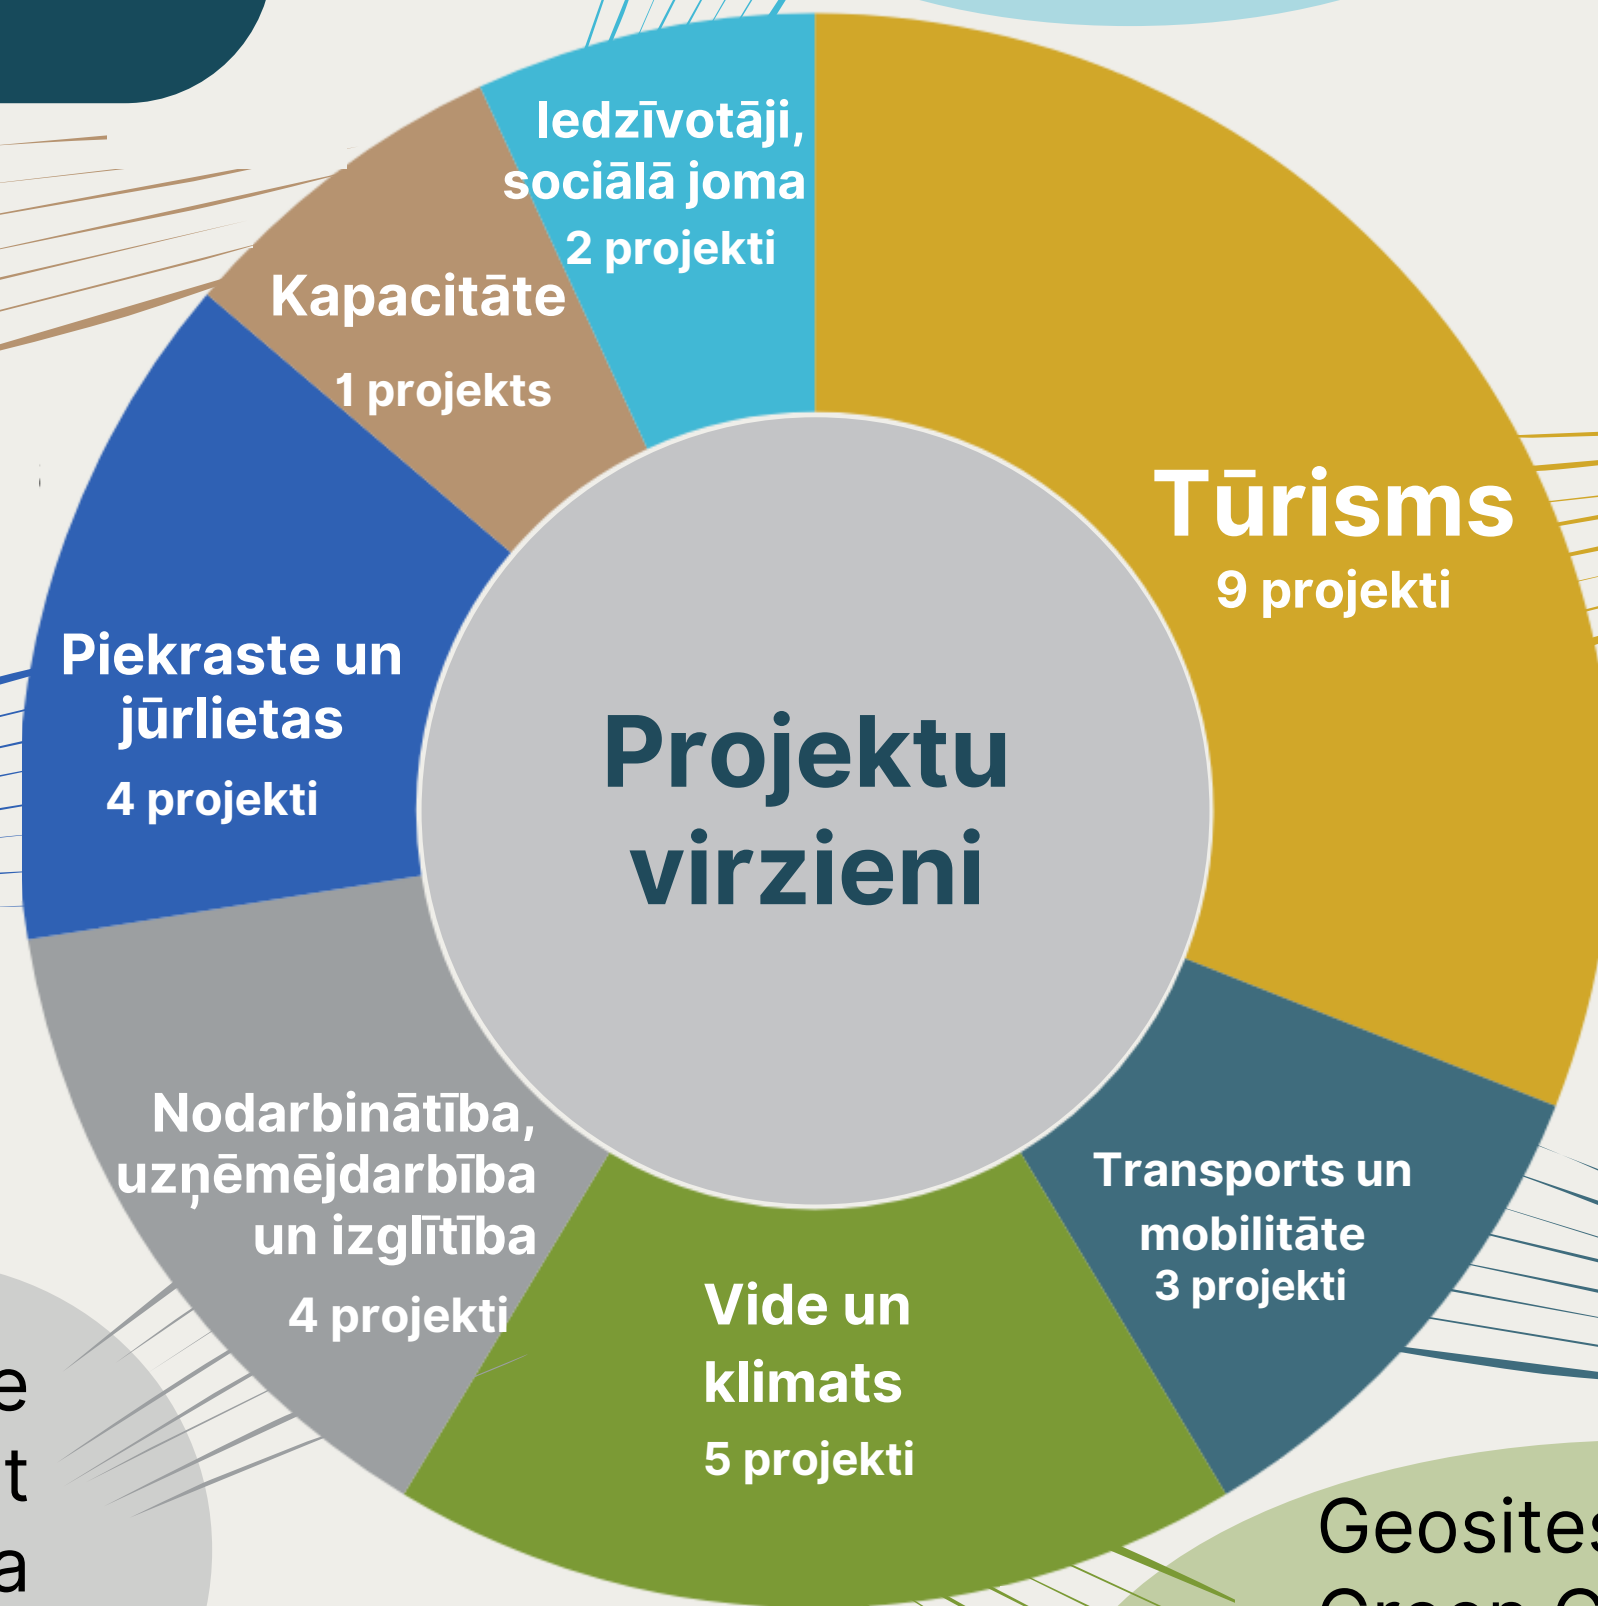 Iedzīvotāji,
sociālā joma
2 projekti
Kapacitāte
1 projekts
Tūrisms
9 projekti
Piekraste un
jūrlietas
4 projekti
Projektu
virzieni
Nodarbinātība,
uzņēmējdarbība
un izglītība
4 projekti
Transports un
mobilitāte
3 projekti
Vide un
klimats
5 projekti
e
t
a
Geosites